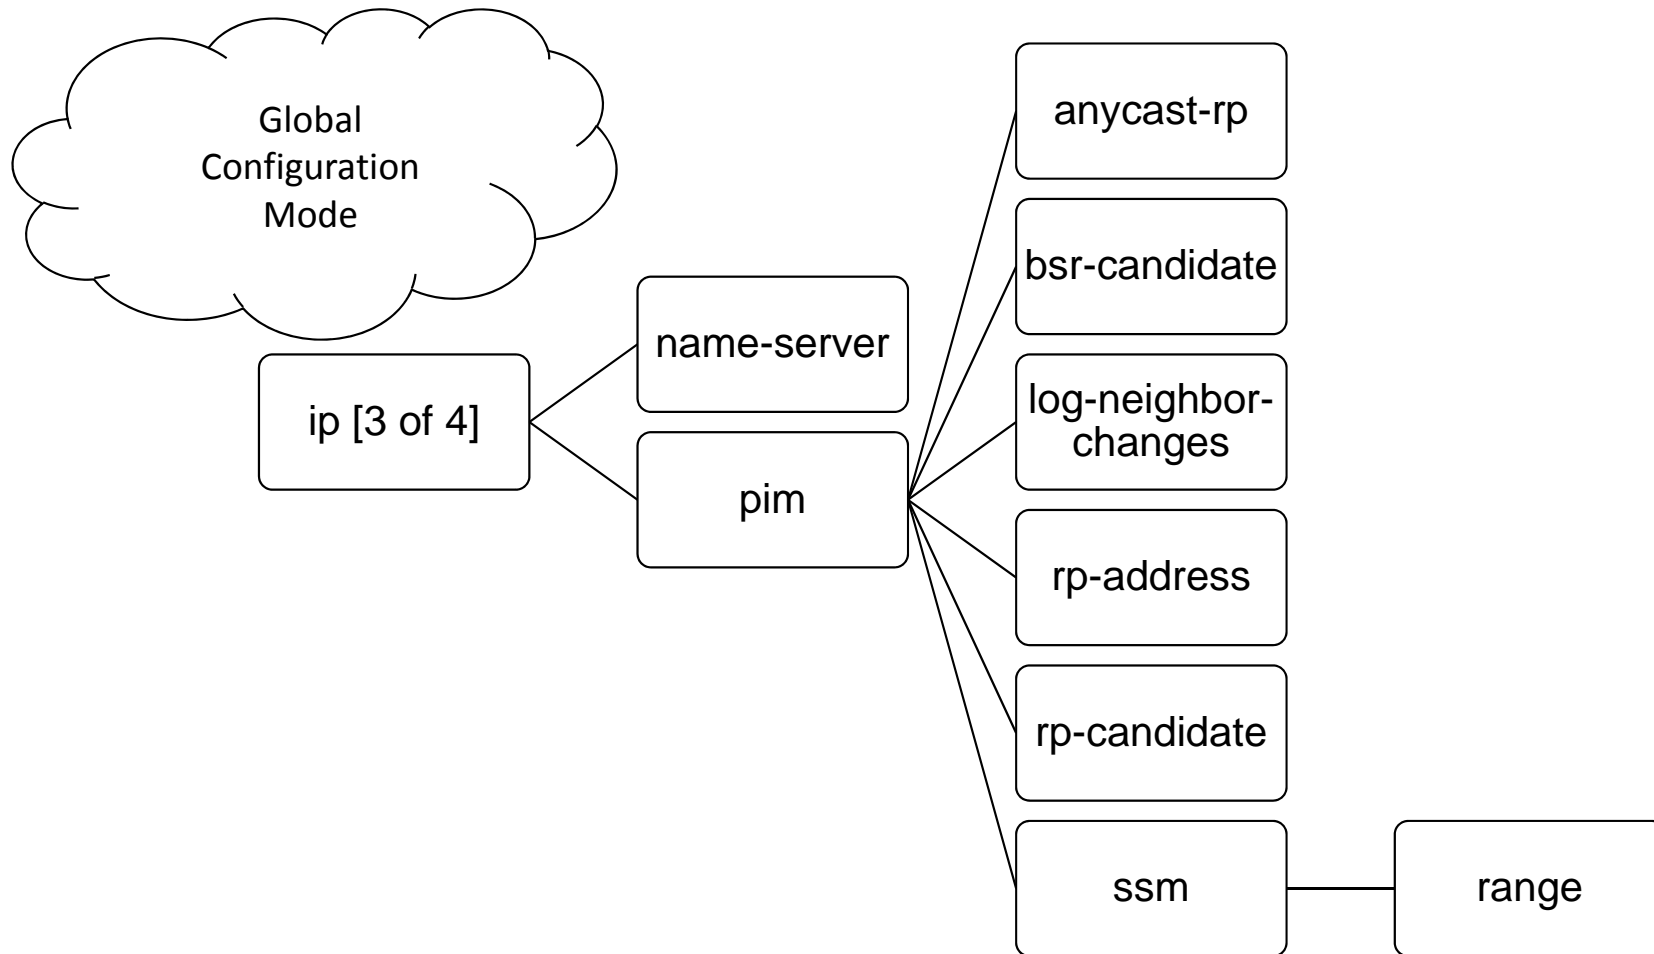 Global
Configuration
Mode
ip [3 of 4]
name-server
pim
anycast-rp
bsr-candidate
log-neighbor-
changes
rp-address
rp-candidate
ssm
range